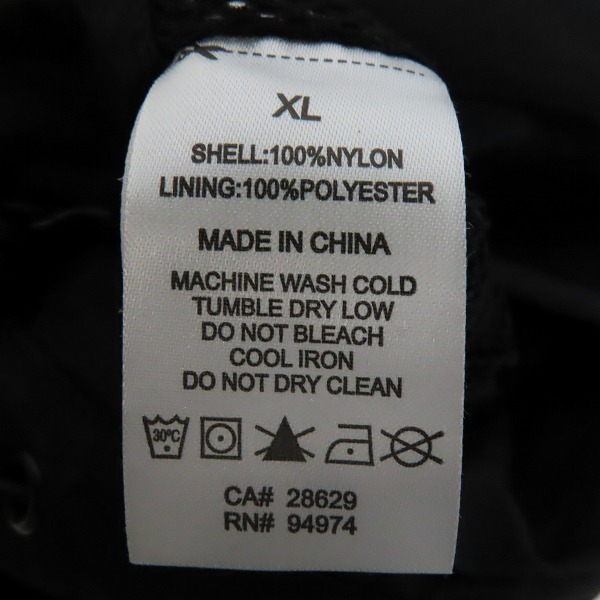 XL
SHELL:100%NYLON
LINING:100%POLYESTER
MADE IN CHINA
MACHINE WASH COLD
TUMBLE DRY LOW
DO NOT BLEACH
COOL IRON
DO NOT DRY CLEAN
30°C
CA# 28629
RN# 94974